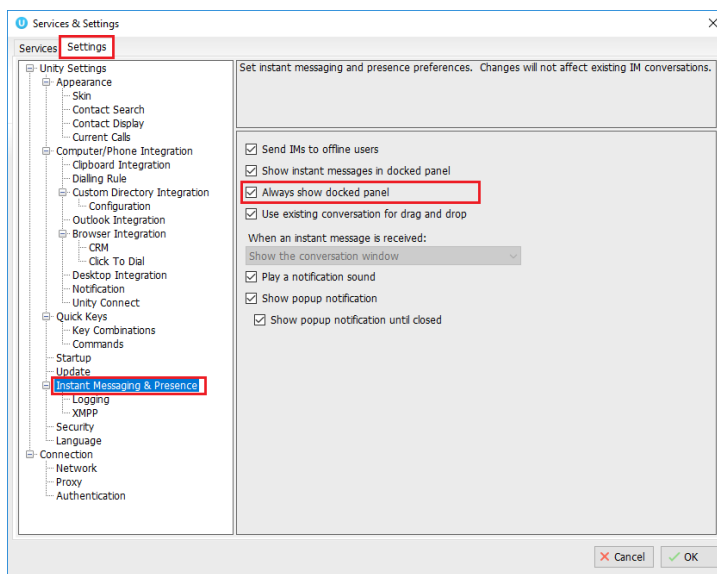 Services & Settings
Services
Settings
Unity Settings
Appearance
Skin
Contact Search
Contact Display
Current Calls
Computer/Phone Integration
Clipboard Integration
Dialling Rule
Custom Directory Integration
Configuration
Outlook Integration
Browser Integration
CRM
Click To Dial
Desktop Integration
Notification
Unity Connect
Quick Keys
Key Combinations
Commands
Startup
Update
Instant Messaging & Presence
Logging
XMPP
Security
Language
Connection
Network
Proxy
Authentication
Set instant messaging and presence preferences. Changes will not affect existing IM conversations.
Send IMs to offline users
Show instant messages in docked panel
Always show docked panel
Use existing conversation for drag and drop
When an instant message is received:
Show the conversation window
Play a notification sound
Show popup notification
Show popup notification until closed
Cancel
OK